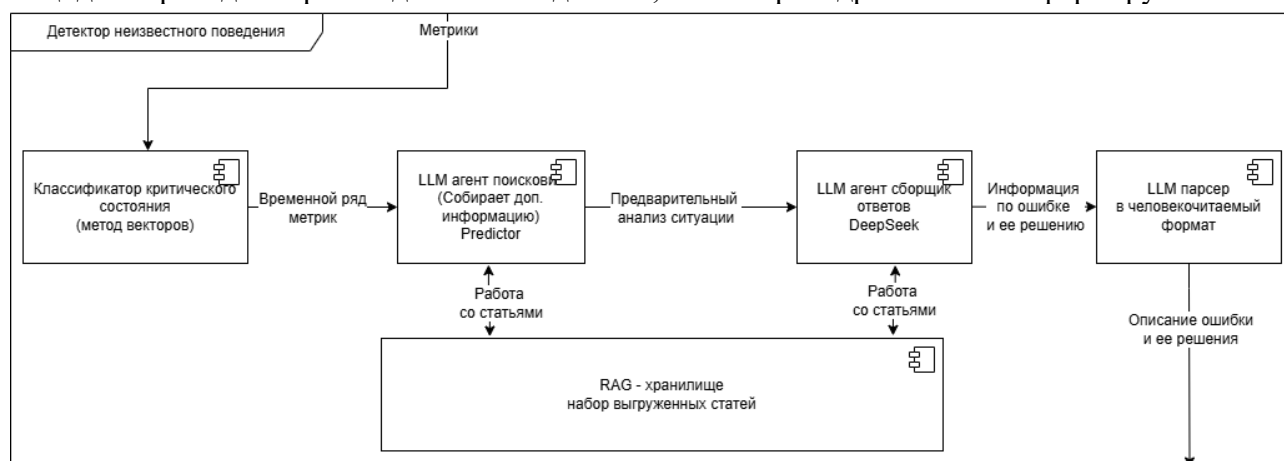 Детектор неизвестного поведения
Метрики
Классификатор критического
состояния
(метод векторов)
Временной ряд
метрик
LLM агент поискови
(Собирает доп.
информацию)
Predictor
Предварительный
анализ ситуации
LLM агент сборщик
ответов
DeepSeek
Информация
по ошибке
и ее решению
LLM парсер
в человекочитаемый
формат
Работа
со статьями
Работа
со статьями
Описание ошибки
и ее решения
RAG - хранилище
набор выгруженных статей